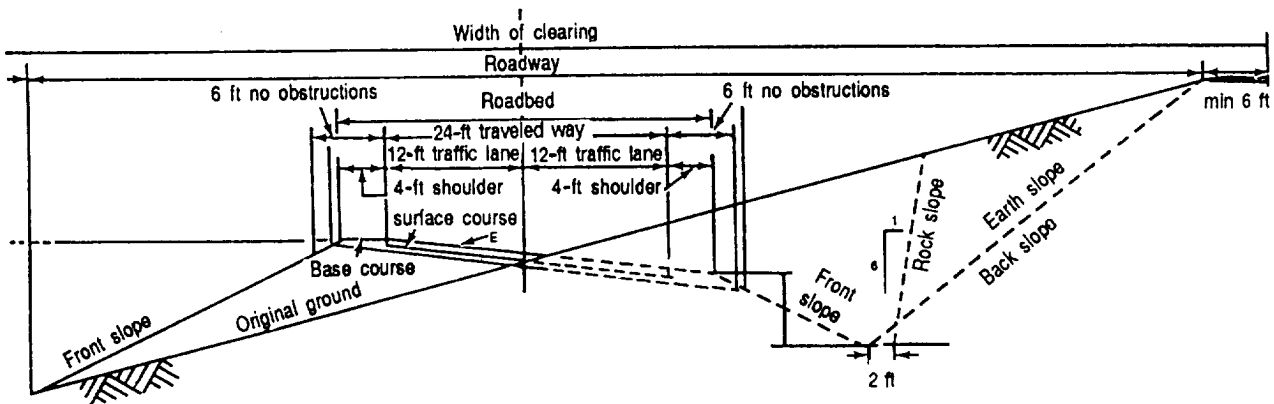 Width of clearing
Roadway
6 ft no obstructions
Roadbed
6 ft no obstructions
min 6 ft
24-ft traveled way
12-ft traffic lane
12-ft traffic lane
4-ft shoulder
4-ft shoulder
surface course
E
Base course
Original ground
Front slope
Front slope
1
6
Rock slope
Earth slope
Back slope
2 ft